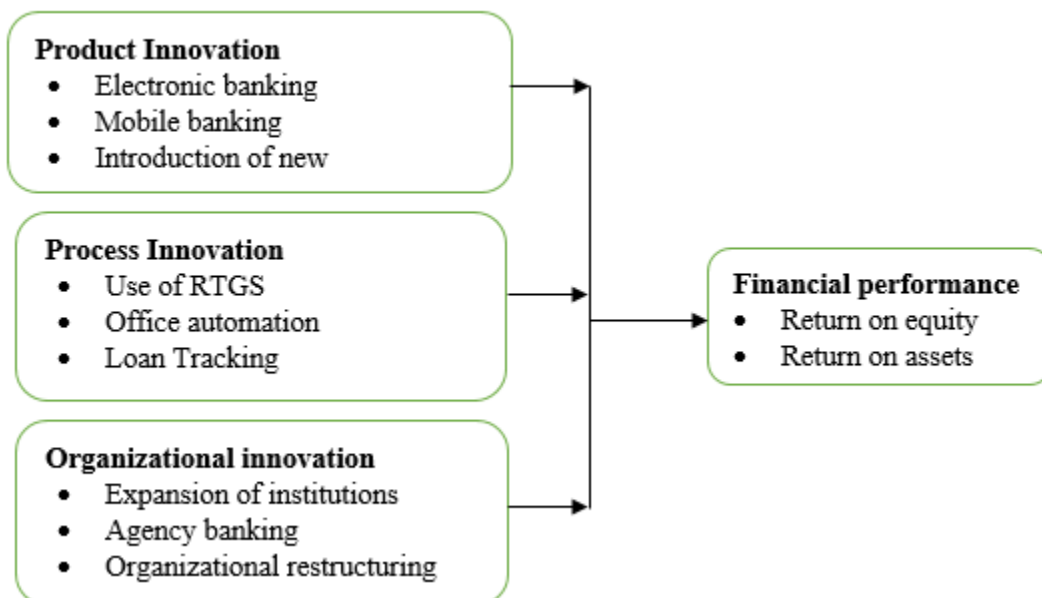 Product Innovation
• Electronic banking
• Mobile banking
• Introduction of new
Process Innovation
• Use of RTGS
• Office automation
• Loan Tracking
Organizational innovation
• Expansion of institutions
• Agency banking
• Organizational restructuring
Financial performance
• Return on equity
• Return on assets